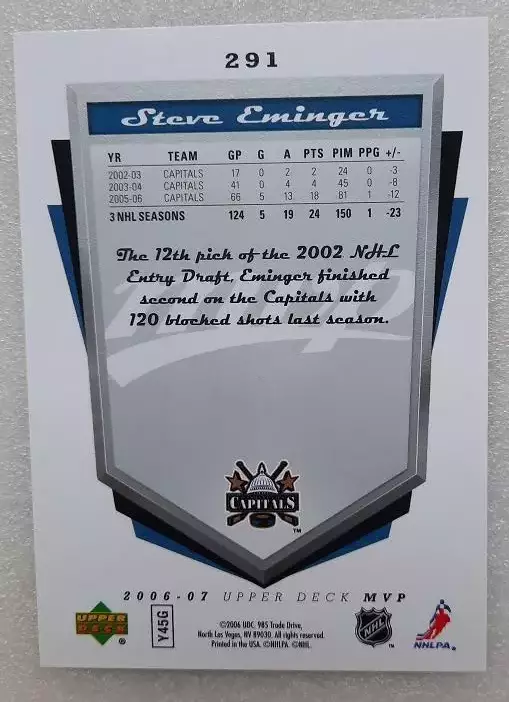 291
Steve Eminger
YR TEAM GP G A PTS PIM PPG +/-
2002-03 CAPITALS 17 0 2 2 24 0 -3
2003-04 CAPITALS 41 0 4 4 45 0 -8
2005-06 CAPITALS 66 5 13 18 81 1 -12
3 NHL SEASONS 124 5 19 24 150 1 -23
The 12th pick of the 2002 NHL
Entry Draft, Eminger finished
second on the Capitals with
120 blocked shots last season.
mvp
CAPITALS
TM
2006-07 UPPER DECK MVP
UPPER
DECK
®
Y45G
©2006 UDC, 985 Trade Drive,
North Las Vegas, NV 89030. All rights reserved.
Printed in the USA. ©NHLPA. ©NHL.
NHL
TM
NHLPA.